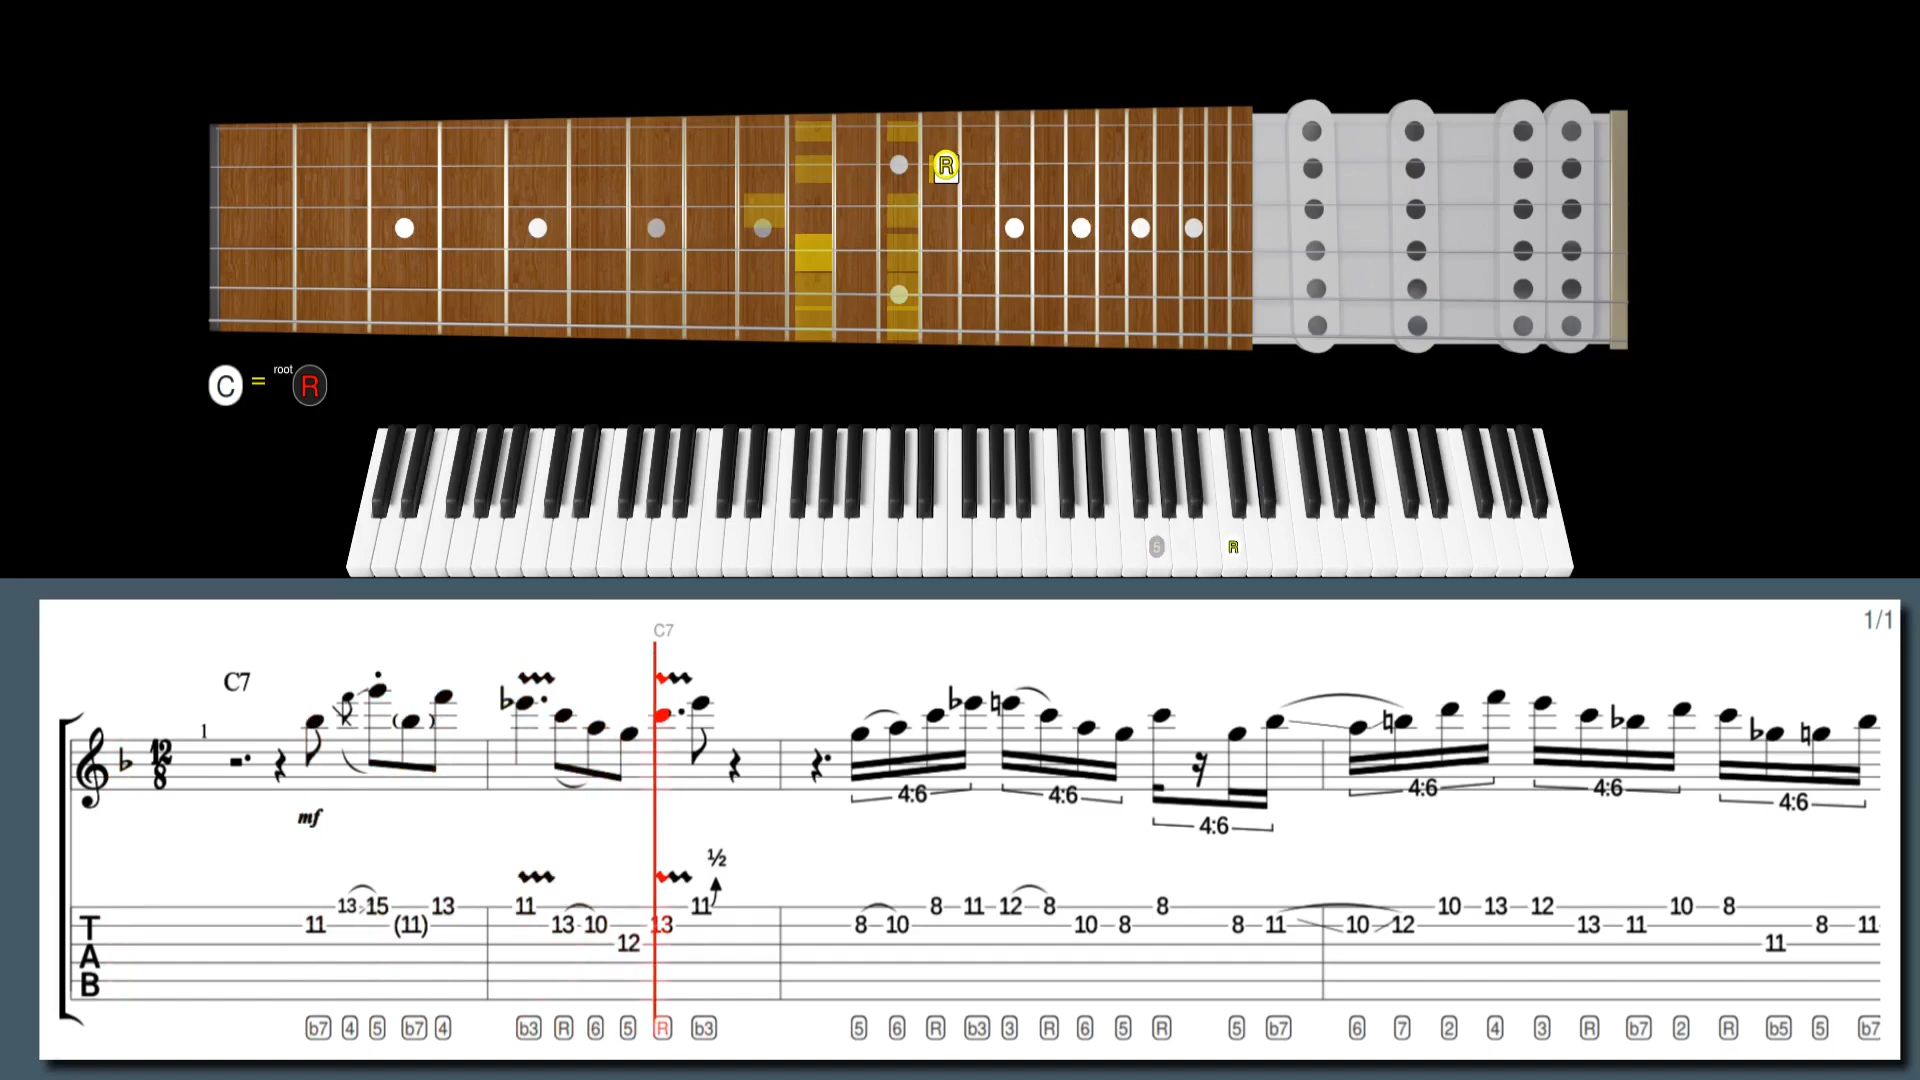 R
C = root R
5 R
1/1
C7
C7
1
12
8
mf
4:6 4:6 4:6 4:6 4:6 4:6
½
13 15 13 11 11 8 11 12 8 8 10 13 12 10 8
T 11 (11) 13 10 13 8 10 10 8 8 11 10 12 13 11 8 11
12 11
A
B
b7 4 5 b7 4 b3 R 6 5 R b3 5 6 R b3 3 R 6 5 R 5 b7 6 7 2 4 3 R b7 2 R b5 5 b7